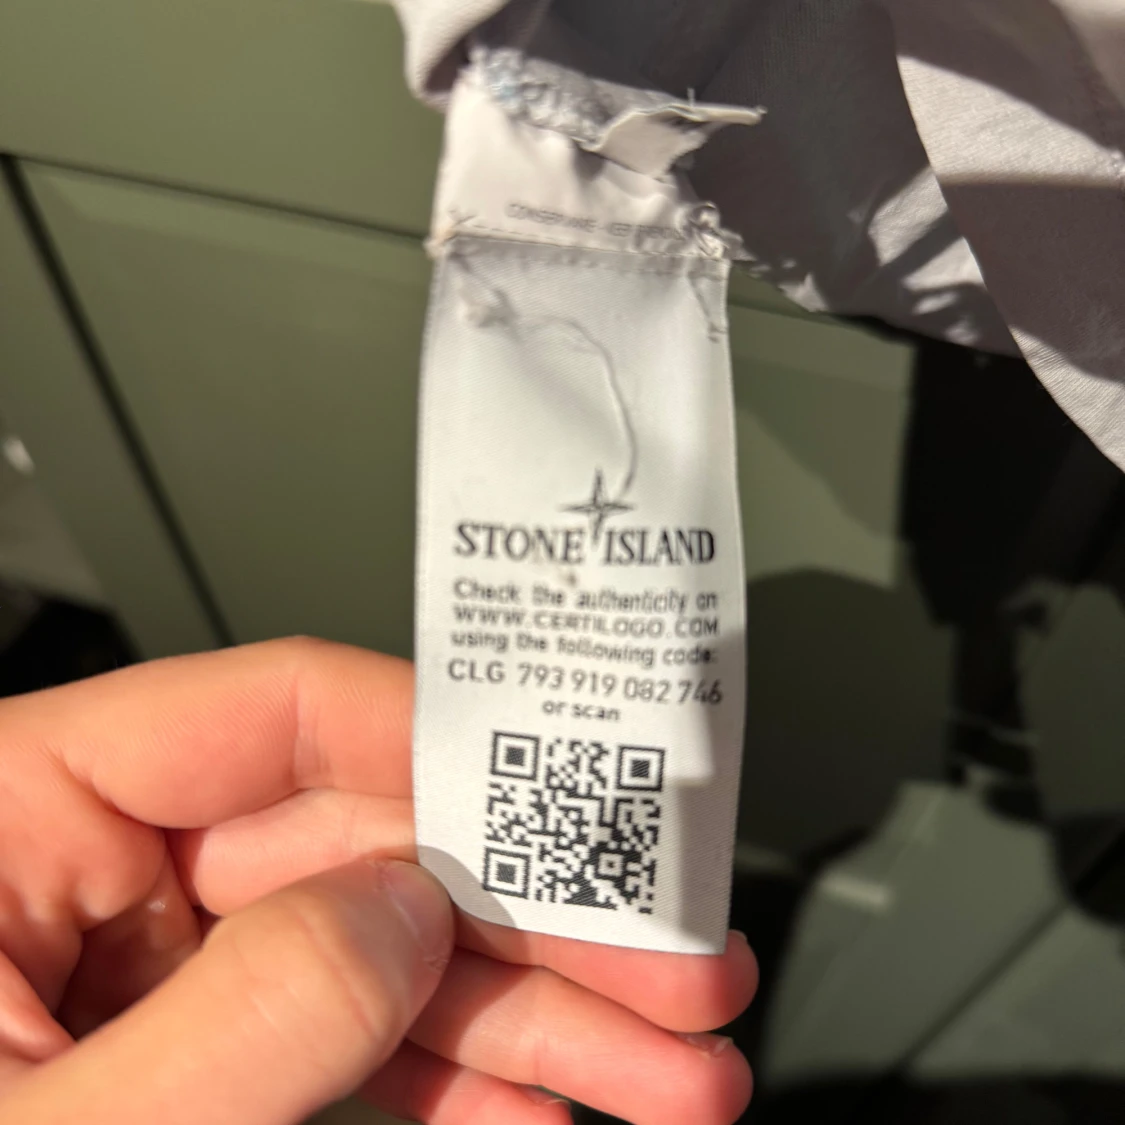 CONSERVARE -
STONE ISLAND
Check the authenticity on
WWW.CERTILOGO.COM
using the following code:
CLG 793 919 082 746
or scan